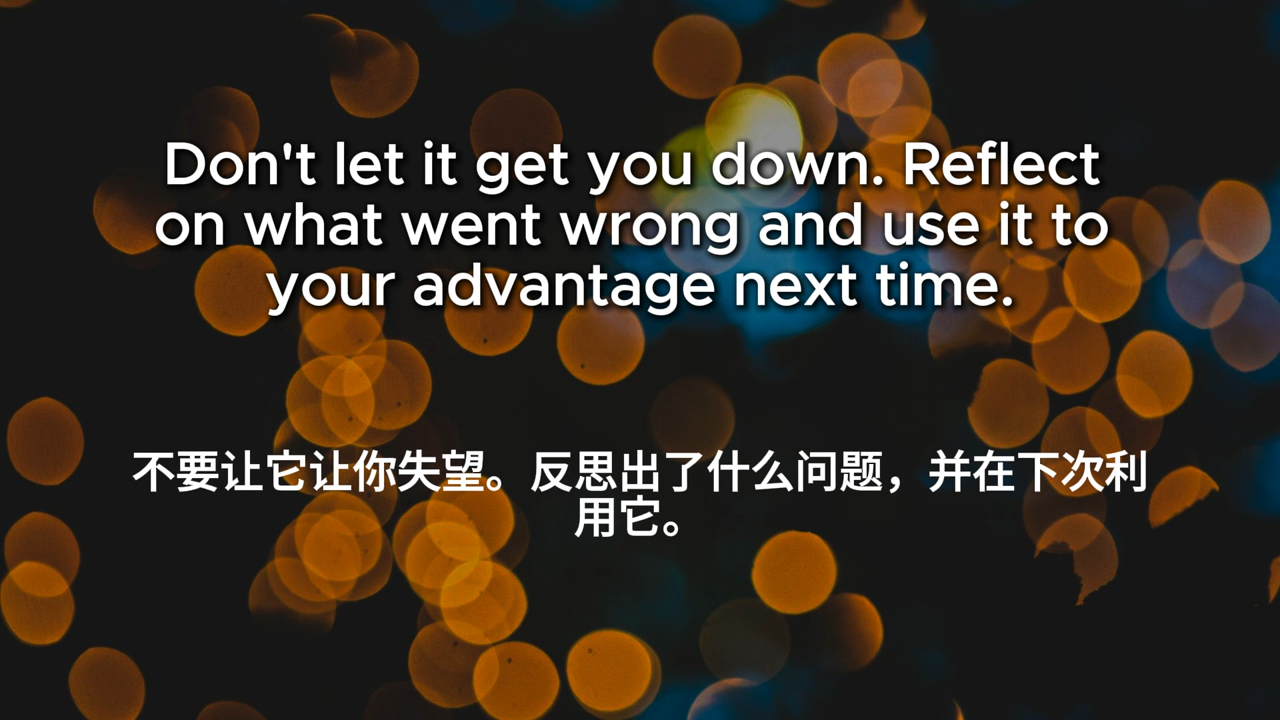 Don't let it get you down. Reflect
on what went wrong and use it to
your advantage next time.
不要让它让你失望。反思出了什么问题，并在下次利
用它。